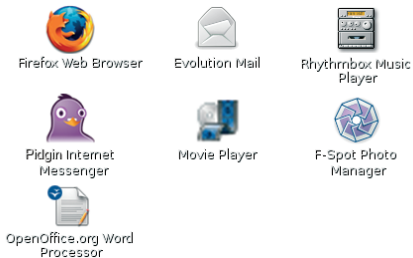 Firefox Web Browser
Evolution Mail
Rhythmbox Music
Player
Pidgin Internet
Messenger
Movie Player
F-Spot Photo
Manager
OpenOffice.org Word
Processor